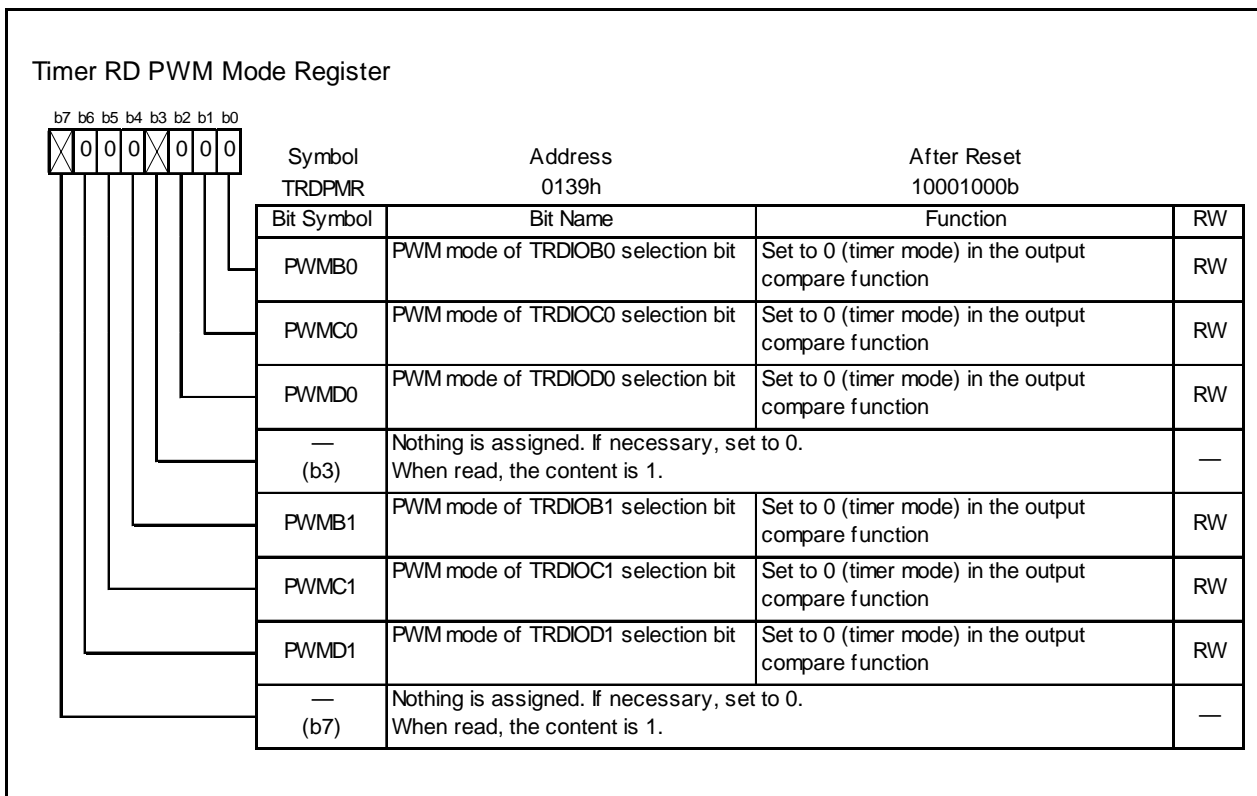 Timer RD PWM Mode Register
b7 b6 b5 b4 b3 b2 b1 b0
0 0 0 0 0 0
Symbol Address After Reset
TRDPMR 0139h 10001000b
Bit Symbol Bit Name Function RW
PWMB0 PWM mode of TRDIOB0 selection bit Set to 0 (timer mode) in the output RW
compare function
PWMC0 PWM mode of TRDIOC0 selection bit Set to 0 (timer mode) in the output RW
compare function
PWMD0 PWM mode of TRDIOD0 selection bit Set to 0 (timer mode) in the output RW
compare function
— Nothing is assigned. If necessary, set to 0. —
(b3) When read, the content is 1.
PWMB1 PWM mode of TRDIOB1 selection bit Set to 0 (timer mode) in the output RW
compare function
PWMC1 PWM mode of TRDIOC1 selection bit Set to 0 (timer mode) in the output RW
compare function
PWMD1 PWM mode of TRDIOD1 selection bit Set to 0 (timer mode) in the output RW
compare function
— Nothing is assigned. If necessary, set to 0. —
(b7) When read, the content is 1.